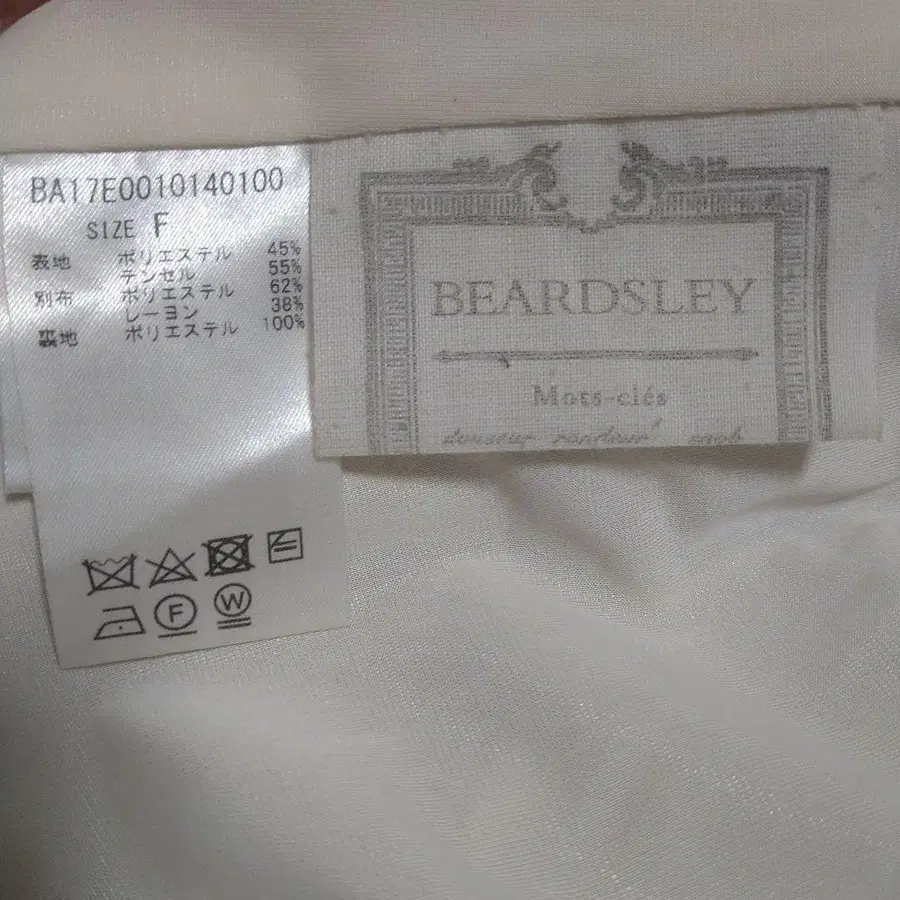 BA17E0010140100
SIZE F
表地 ポリエステル 45%
テンセル 55%
別布 ポリエステル 62%
レーヨン 38%
裏地 ポリエステル 100%
F
W
BEARDSLEY
Mots-clés